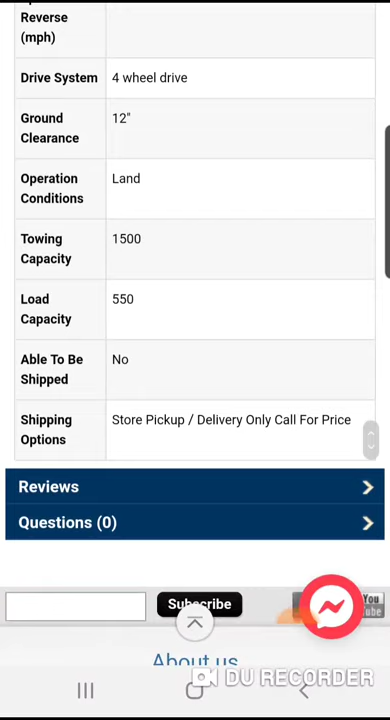 Reverse
(mph)
Drive System 4 wheel drive
Ground Clearance 12"
Operation Conditions Land
Towing Capacity 1500
Load Capacity 550
Able To Be Shipped No
Shipping Options Store Pickup / Delivery Only Call For Price
Reviews
Questions (0)
Subscribe
You
Tube
About us
DU RECORDER